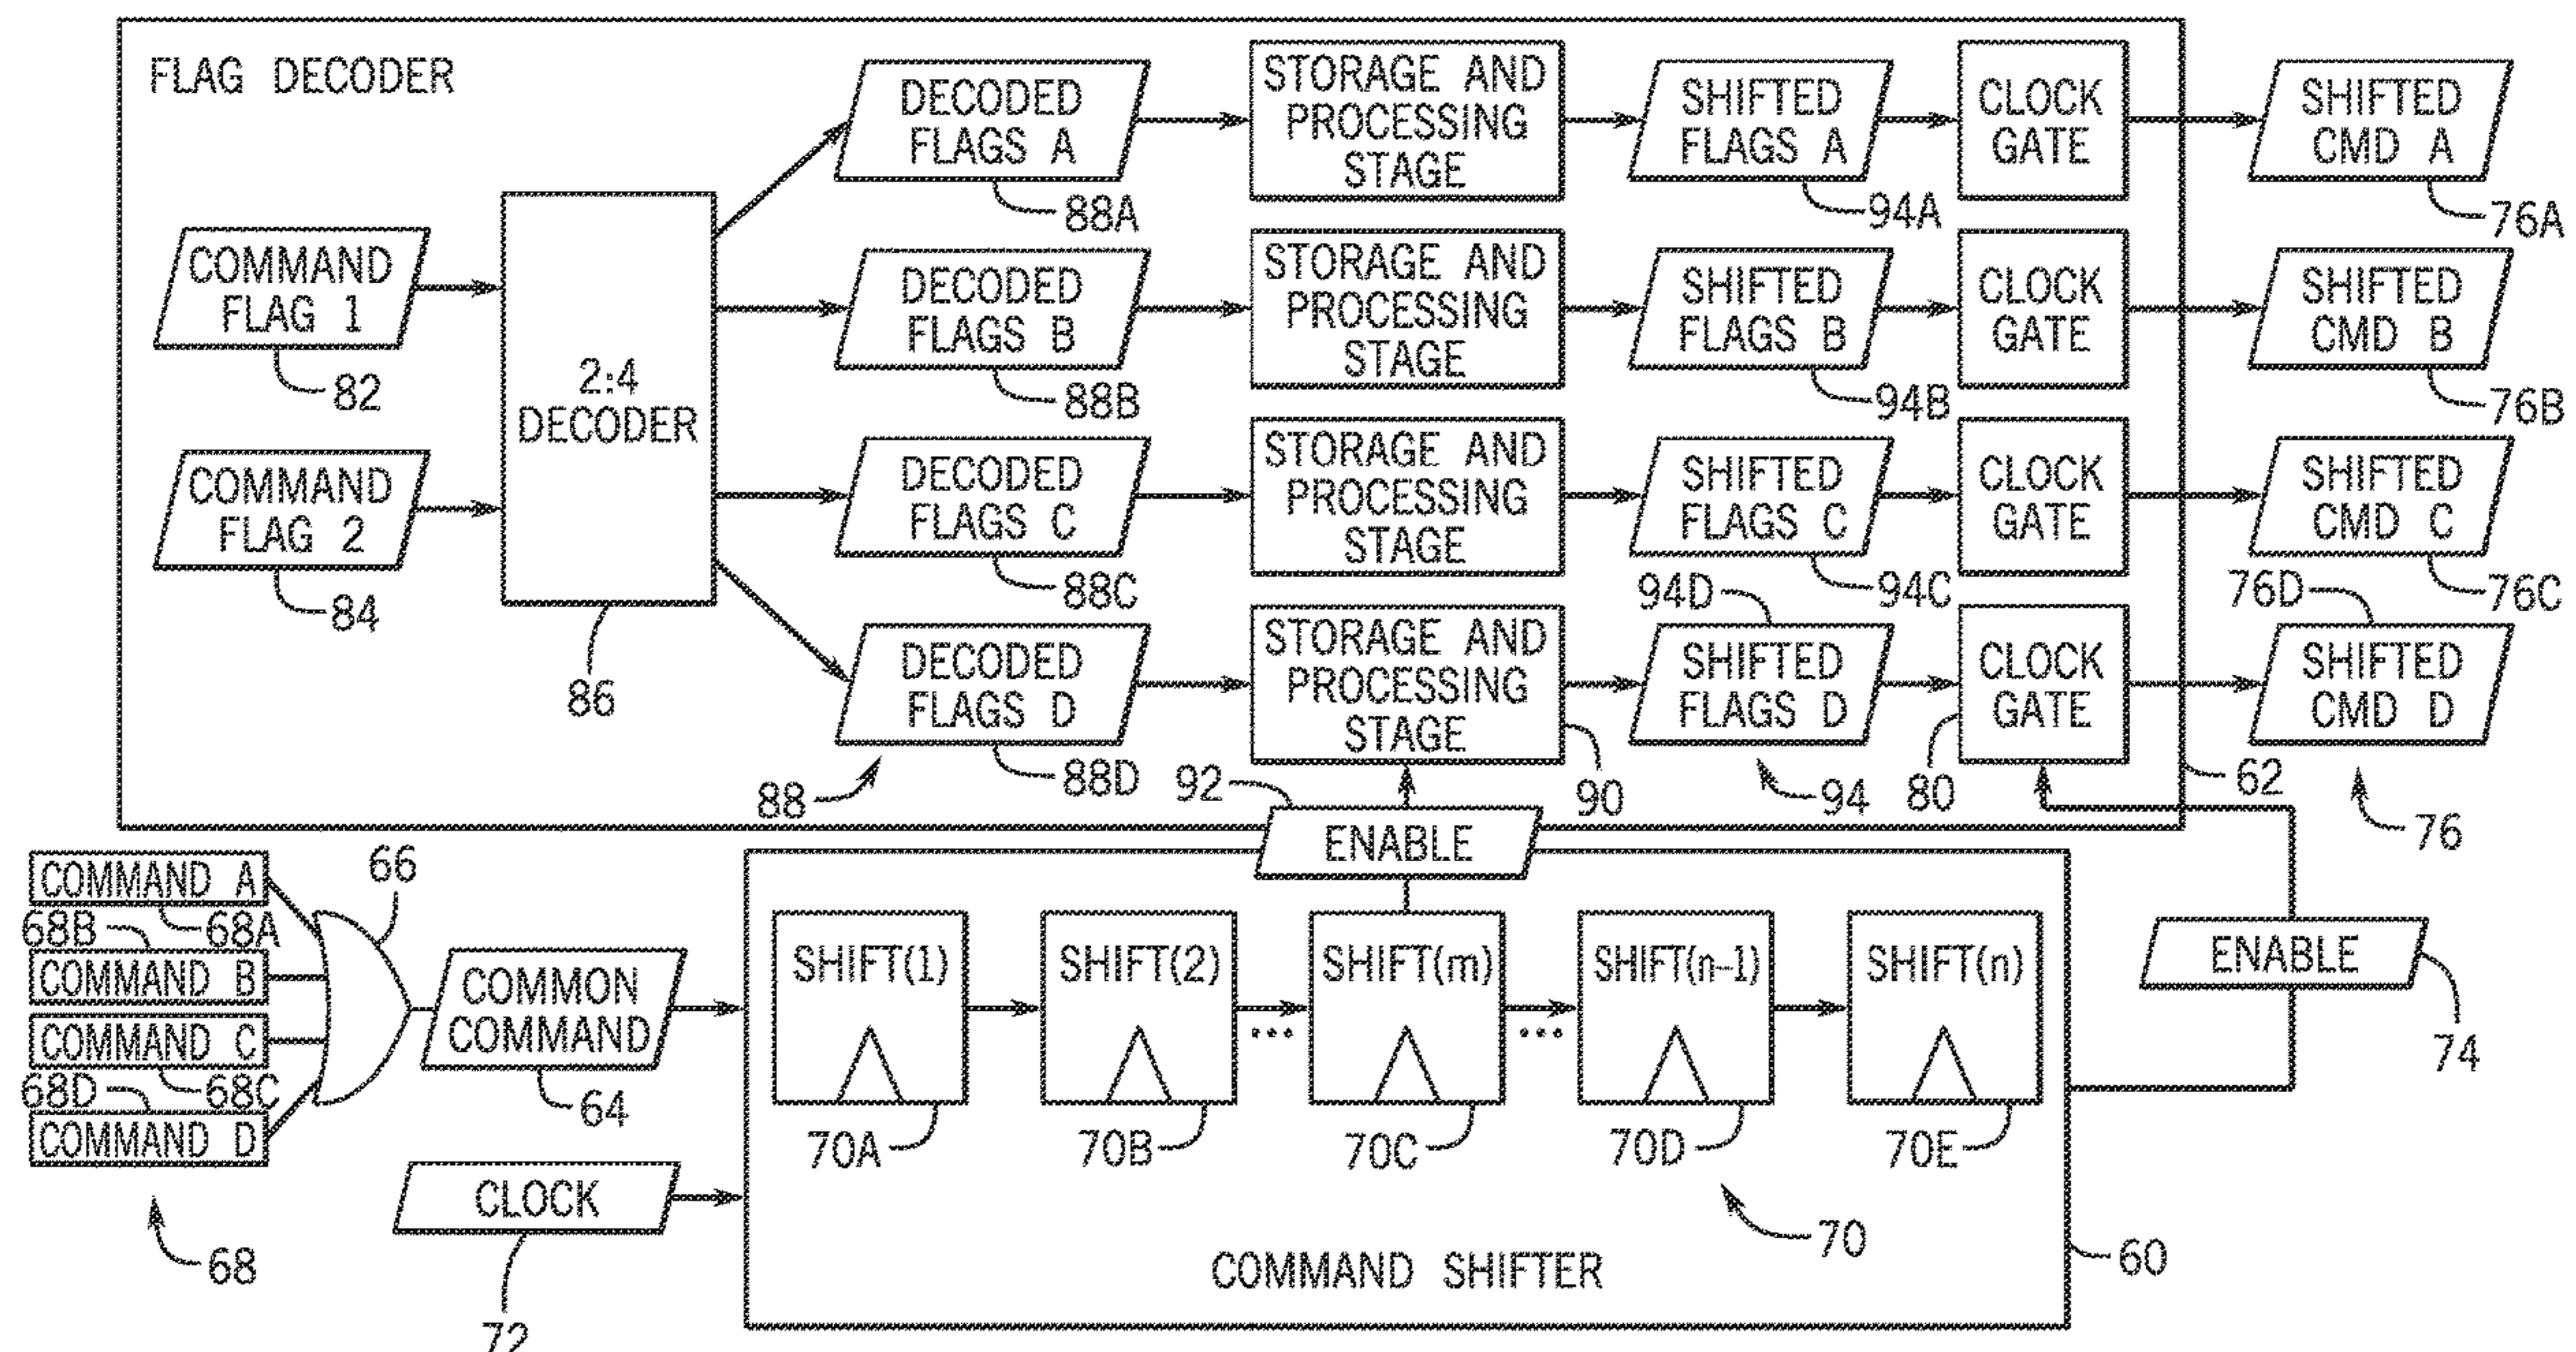 FLAG DECODER
COMMAND
FLAG 1
82
COMMAND
FLAG 2
84
2:4
DECODER
86
DECODED
FLAGS A
88A
STORAGE AND
PROCESSING
STAGE
SHIFTED
FLAGS A
94A
CLOCK
GATE
SHIFTED
CMD A
76A
DECODED
FLAGS B
88B
STORAGE AND
PROCESSING
STAGE
SHIFTED
FLAGS B
94B
CLOCK
GATE
SHIFTED
CMD B
76B
DECODED
FLAGS C
88C
STORAGE AND
PROCESSING
STAGE
SHIFTED
FLAGS C
94C
CLOCK
GATE
SHIFTED
CMD C
76C
DECODED
FLAGS D
88D
88
STORAGE AND
PROCESSING
STAGE
90
94D
SHIFTED
FLAGS D
94
CLOCK
GATE
80
76D
SHIFTED
CMD D
62
76
92
ENABLE
COMMAND A
68A
68B
COMMAND B
COMMAND C
68C
68D
COMMAND D
68
66
COMMON
COMMAND
64
CLOCK
72
SHIFT(1)
70A
SHIFT(2)
70B
...
SHIFT(m)
70C
...
SHIFT(n-1)
70D
SHIFT(n)
70E
70
COMMAND SHIFTER
60
ENABLE
74